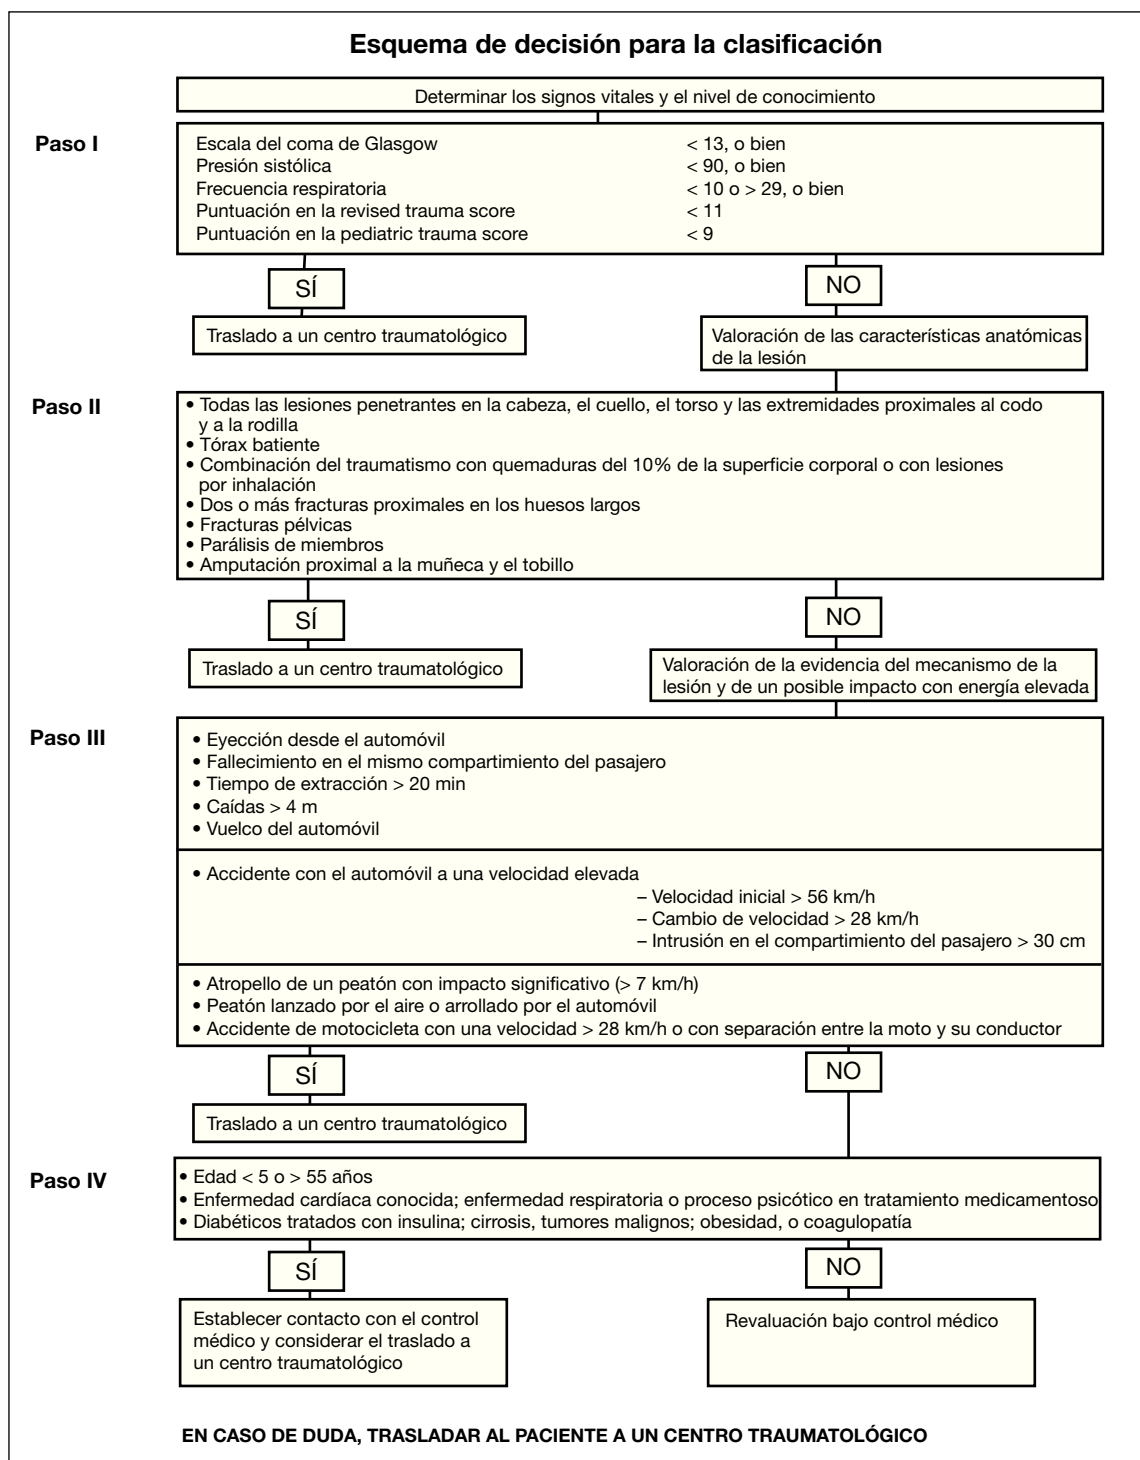 Esquema de decisión para la clasificación
Determinar los signos vitales y el nivel de conocimiento
Paso I
Escala del coma de Glasgow < 13, o bien
Presión sistólica < 90, o bien
Frecuencia respiratoria < 10 o > 29, o bien
Puntuación en la revised trauma score < 11
Puntuación en la pediatric trauma score < 9
SÍ
NO
Traslado a un centro traumatológico
Valoración de las características anatómicas
de la lesión
Paso II
• Todas las lesiones penetrantes en la cabeza, el cuello, el torso y las extremidades proximales al codo
y a la rodilla
• Tórax batiente
• Combinación del traumatismo con quemaduras del 10% de la superficie corporal o con lesiones
por inhalación
• Dos o más fracturas proximales en los huesos largos
• Fracturas pélvicas
• Parálisis de miembros
• Amputación proximal a la muñeca y el tobillo
SÍ
NO
Traslado a un centro traumatológico
Valoración de la evidencia del mecanismo de la
lesión y de un posible impacto con energía elevada
Paso III
• Eyección desde el automóvil
• Fallecimiento en el mismo compartimiento del pasajero
• Tiempo de extracción > 20 min
• Caídas > 4 m
• Vuelco del automóvil
• Accidente con el automóvil a una velocidad elevada
– Velocidad inicial > 56 km/h
– Cambio de velocidad > 28 km/h
– Intrusión en el compartimiento del pasajero > 30 cm
• Atropello de un peatón con impacto significativo (> 7 km/h)
• Peatón lanzado por el aire o arrollado por el automóvil
• Accidente de motocicleta con una velocidad > 28 km/h o con separación entre la moto y su conductor
SÍ
NO
Traslado a un centro traumatológico
Paso IV
• Edad < 5 o > 55 años
• Enfermedad cardíaca conocida; enfermedad respiratoria o proceso psicótico en tratamiento medicamentoso
• Diabéticos tratados con insulina; cirrosis, tumores malignos; obesidad, o coagulopatía
SÍ
NO
Establecer contacto con el control
médico y considerar el traslado a
un centro traumatológico
Revaluación bajo control médico
EN CASO DE DUDA, TRASLADAR AL PACIENTE A UN CENTRO TRAUMATOLÓGICO